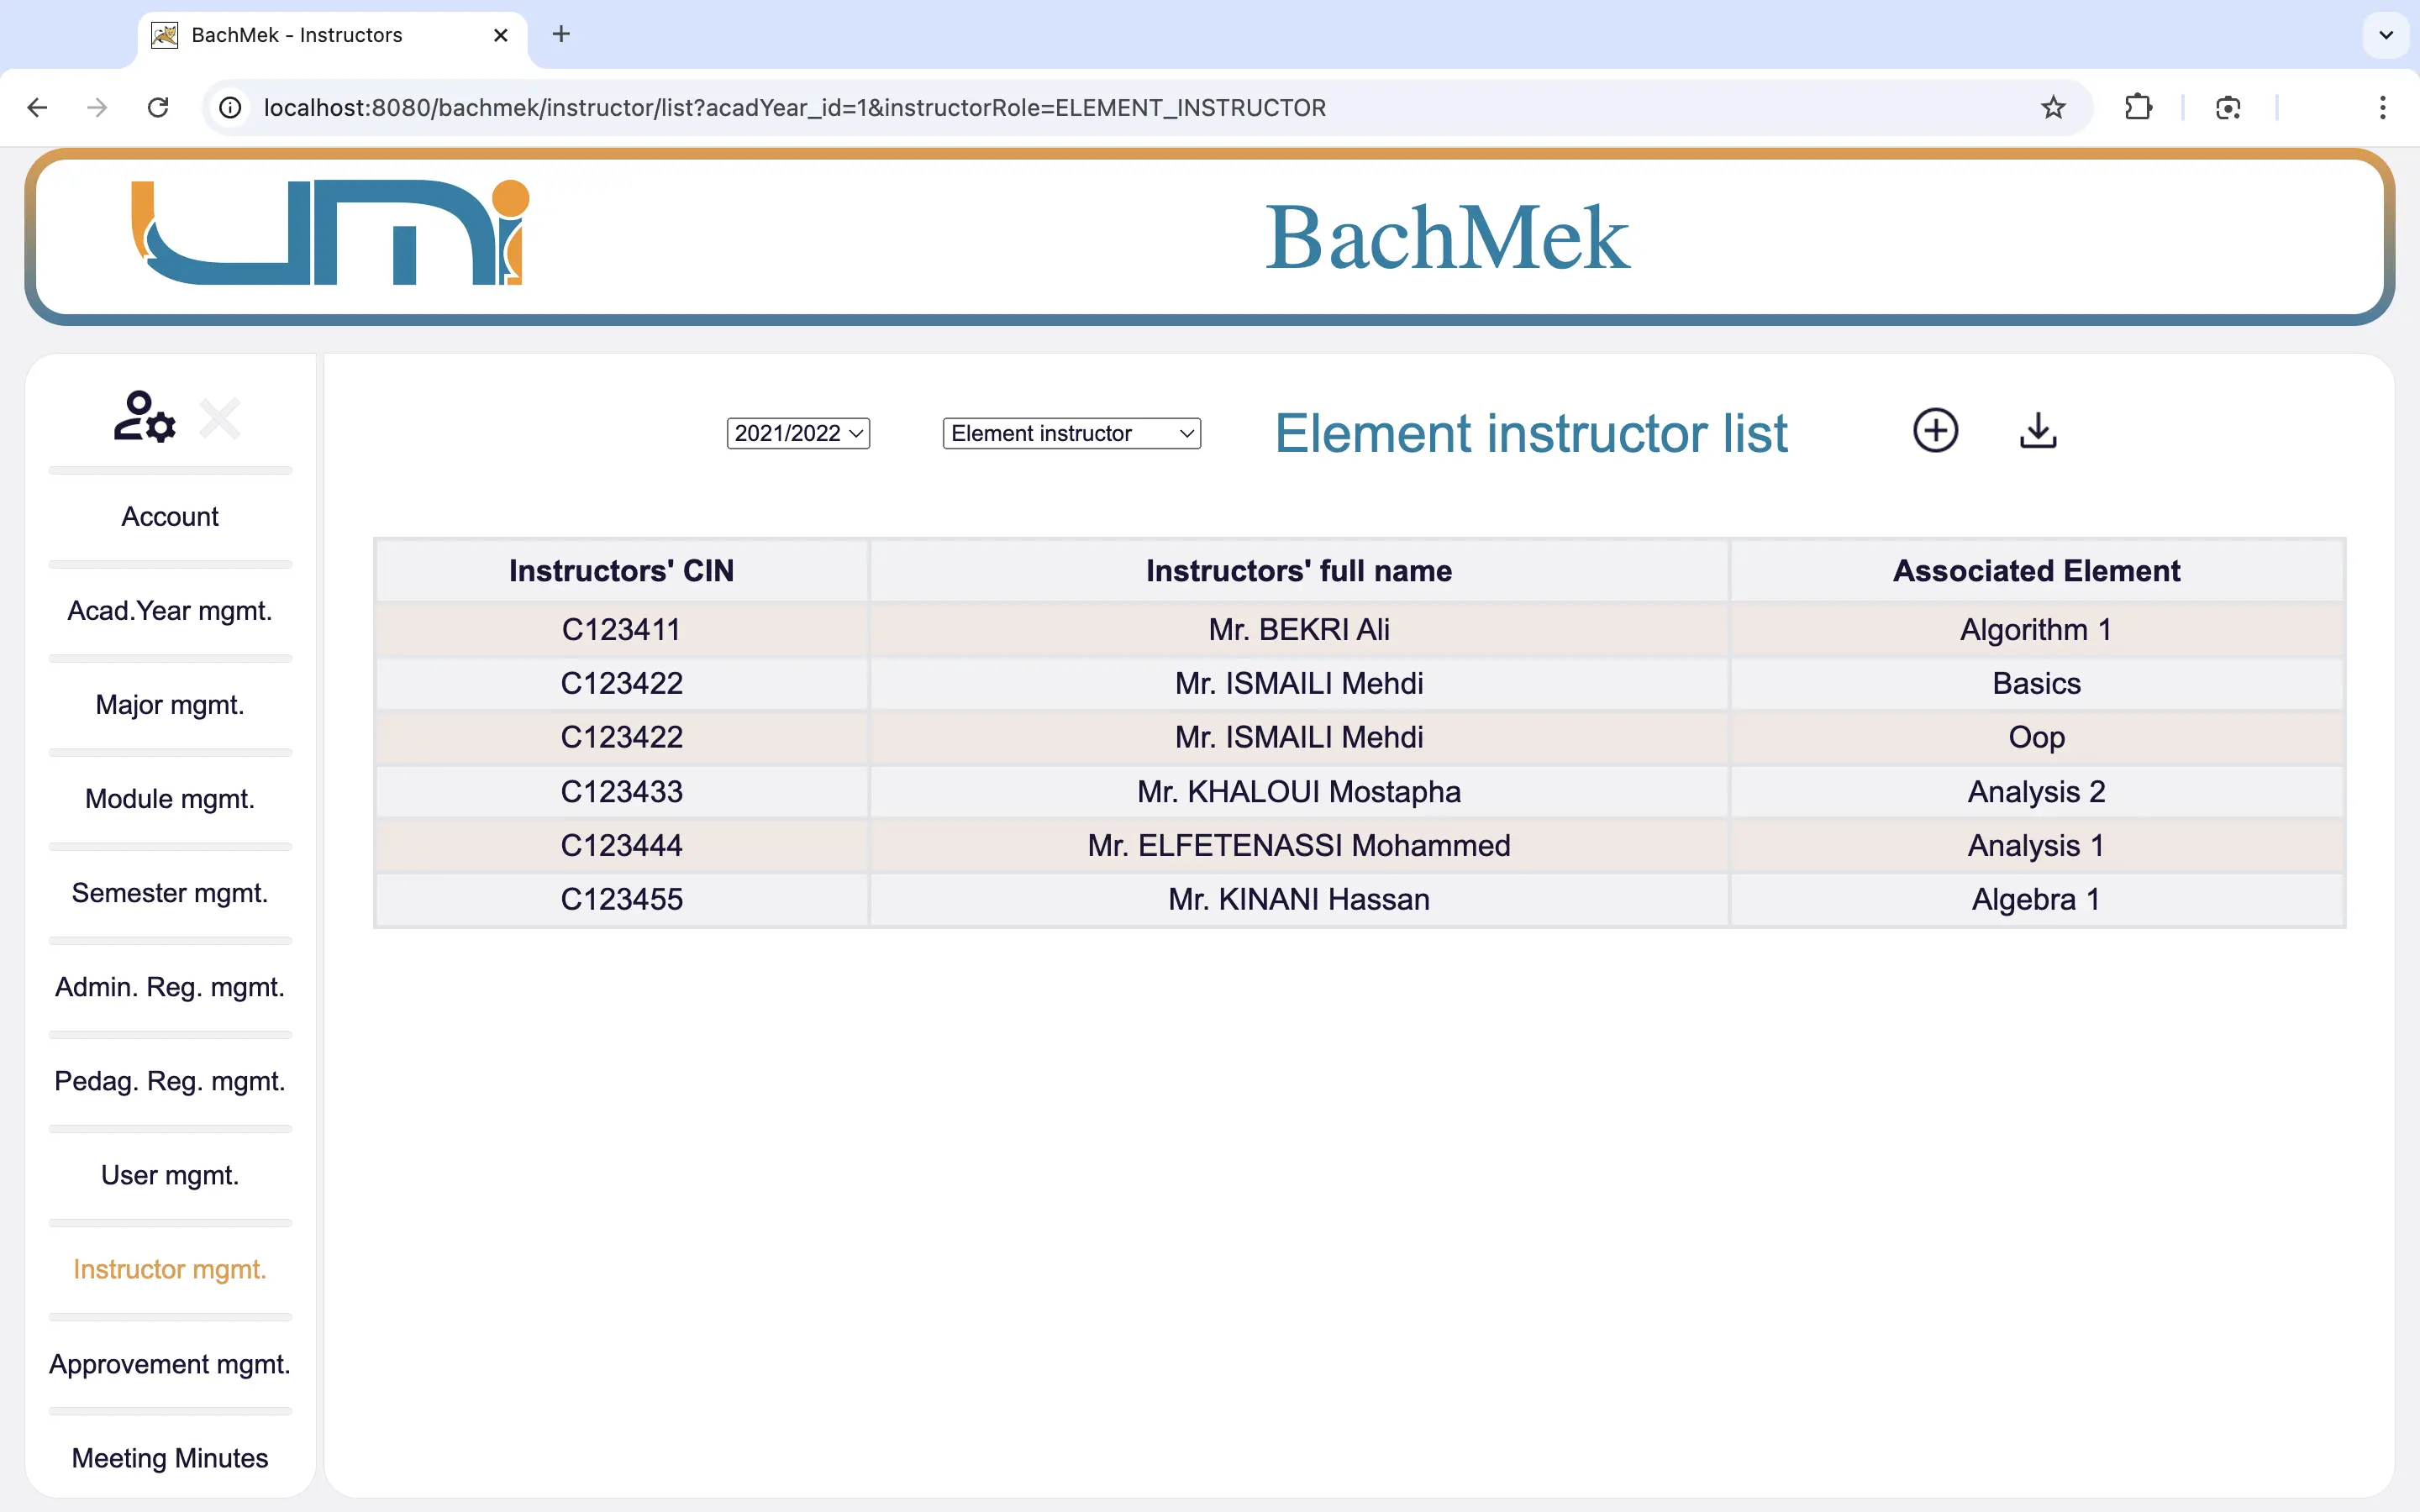 BachMek - Instructors
localhost:8080/bachmek/instructor/list?acadYear_id=1&instructorRole=ELEMENT_INSTRUCTOR
umi
BachMek
2021/2022
Element instructor
Element instructor list
Account
Acad.Year mgmt.
Major mgmt.
Module mgmt.
Semester mgmt.
Admin. Reg. mgmt.
Pedag. Reg. mgmt.
User mgmt.
Instructor mgmt.
Approvement mgmt.
Meeting Minutes
Instructors' CIN Instructors' full name Associated Element
C123411 Mr. BEKRI Ali Algorithm 1
C123422 Mr. ISMAILI Mehdi Basics
C123422 Mr. ISMAILI Mehdi Oop
C123433 Mr. KHALOUI Mostapha Analysis 2
C123444 Mr. ELFETENASSI Mohammed Analysis 1
C123455 Mr. KINANI Hassan Algebra 1